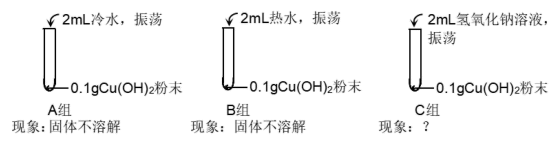 2mL冷水，振荡
0.1gCu(OH)₂粉末
A组
现象：固体不溶解
2mL热水，振荡
0.1gCu(OH)₂粉末
B组
现象：固体不溶解
2mL氢氧化钠溶液，
振荡
0.1gCu(OH)₂粉末
C组
现象：？